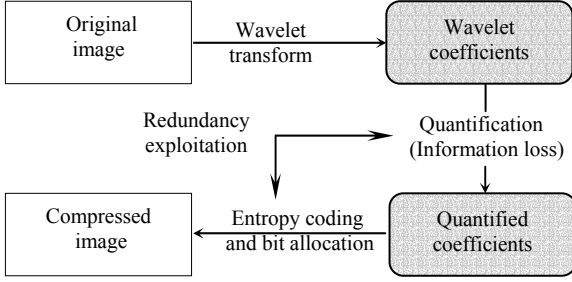 Original
image
Wavelet
transform
Wavelet
coefficients
Redundancy
exploitation
Quantification
(Information loss)
Compressed
image
Entropy coding
and bit allocation
Quantified
coefficients